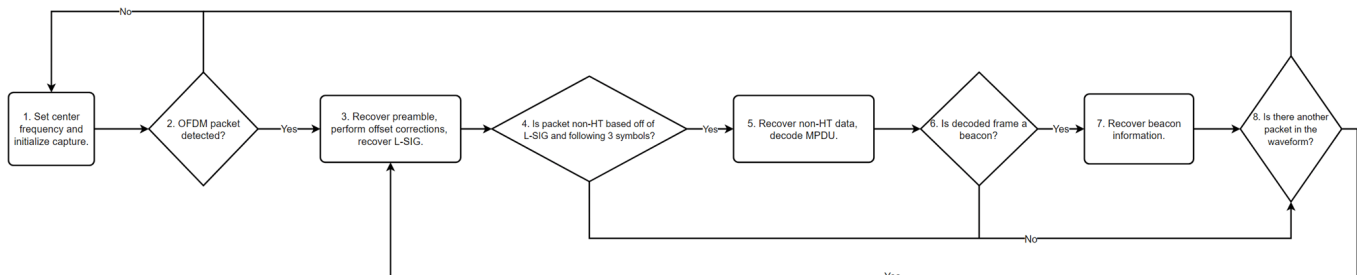 No
1. Set center
frequency and
initialize capture.
2. OFDM packet
detected?
Yes
3. Recover preamble,
perform offset corrections,
recover L-SIG.
4. Is packet non-HT based off of
L-SIG and following 3 symbols?
Yes
5. Recover non-HT data,
decode MPDU.
6. Is decoded frame a
beacon?
Yes
7. Recover beacon
information.
8. Is there another
packet in the
waveform?
No
Yes